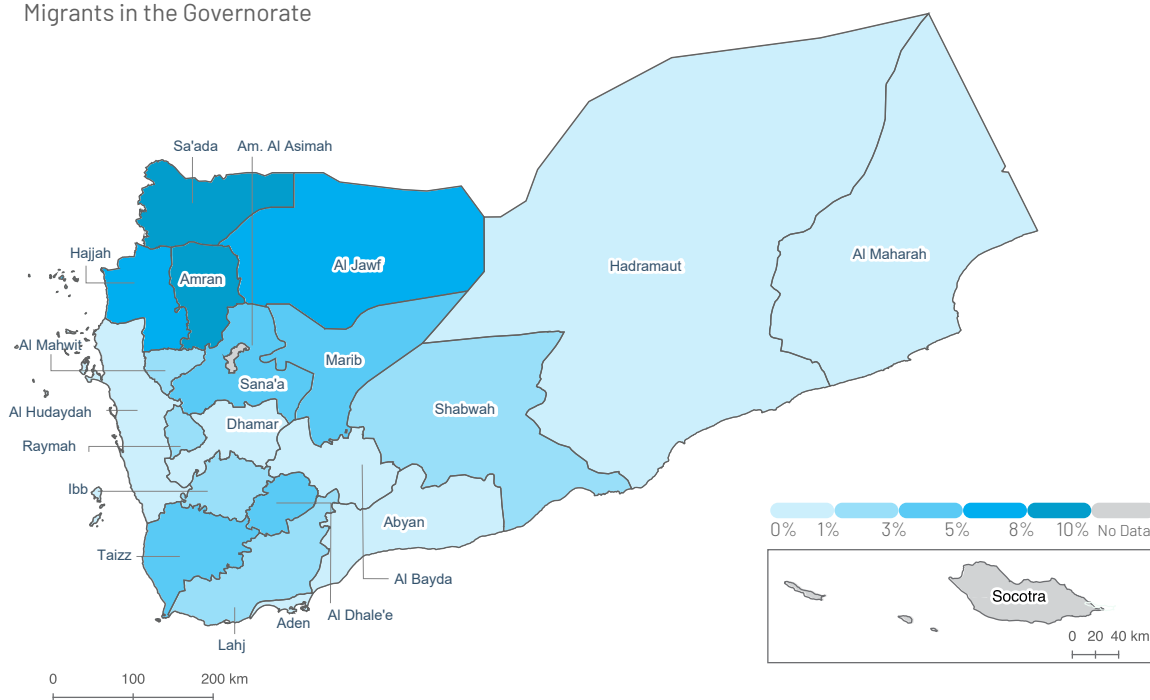 Migrants in the Governorate
Sa'ada
Am. Al Asimah
Hajjah
Amran
Al Jawf
Hadramaut
Al Maharah
Al Mahwit
Marib
Sana'a
Al Hudaydah
Dhamar
Shabwah
Raymah
Ibb
Abyan
Taizz
Al Bayda
Al Dhale'e
Aden
Lahj
0% 1% 3% 5% 8% 10% No Data
Socotra
0 20 40 km
0 100 200 km